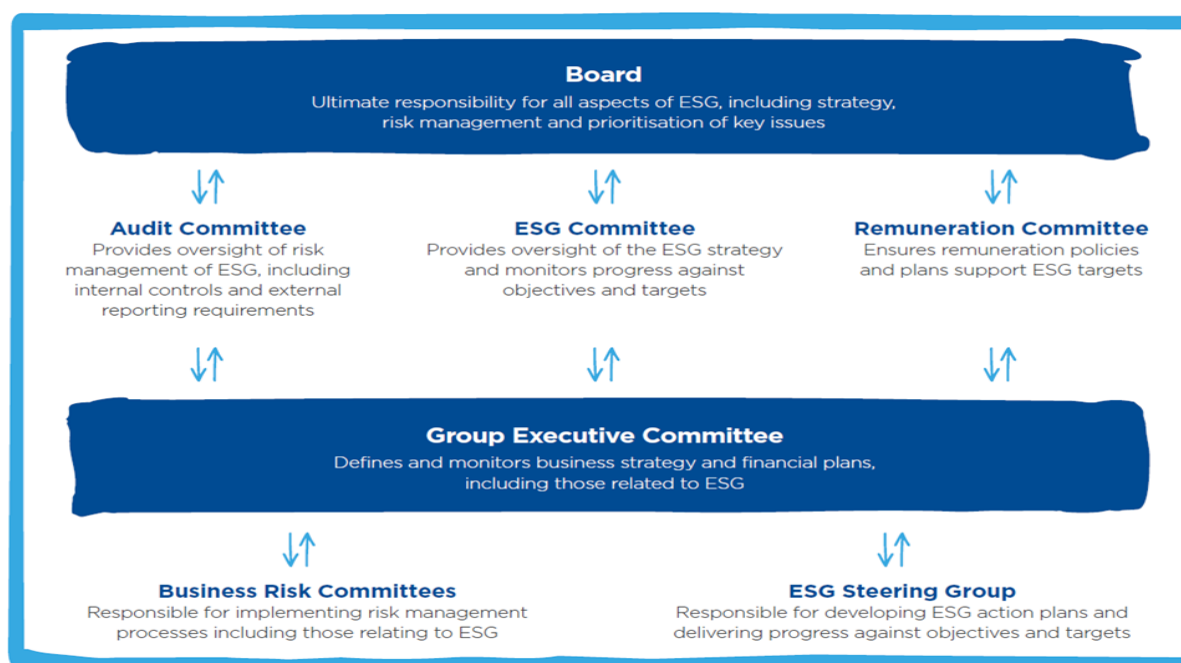 Board
Ultimate responsibility for all aspects of ESG, including strategy,
risk management and prioritisation of key issues
Audit Committee
Provides oversight of risk
management of ESG, including
internal controls and external
reporting requirements
ESG Committee
Provides oversight of the ESG strategy
and monitors progress against
objectives and targets
Remuneration Committee
Ensures remuneration policies
and plans support ESG targets
Group Executive Committee
Defines and monitors business strategy and financial plans,
including those related to ESG
Business Risk Committees
Responsible for implementing risk management
processes including those relating to ESG
ESG Steering Group
Responsible for developing ESG action plans and
delivering progress against objectives and targets